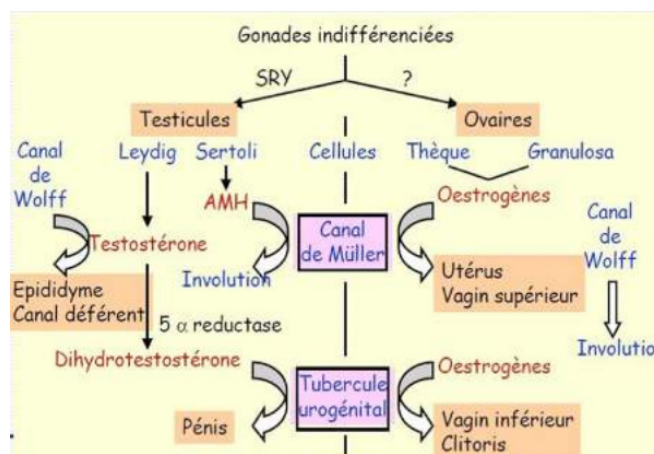 Gonades indifférenciées
SRY
?
Testicules
Ovaires
Canal
de
Wolff
Leydig
Sertoli
Cellules
Thèque
Granulosa
AMH
Oestrogènes
Testostérone
Canal
de Müller
Canal
de
Wolff
Involution
Utérus
Vagin supérieur
Epididyme
Canal déférent
5 α reductase
Involutio
Dihydrotestostérone
Oestrogènes
Tubercule
urogénital
Pénis
Vagin inférieur
Clitoris